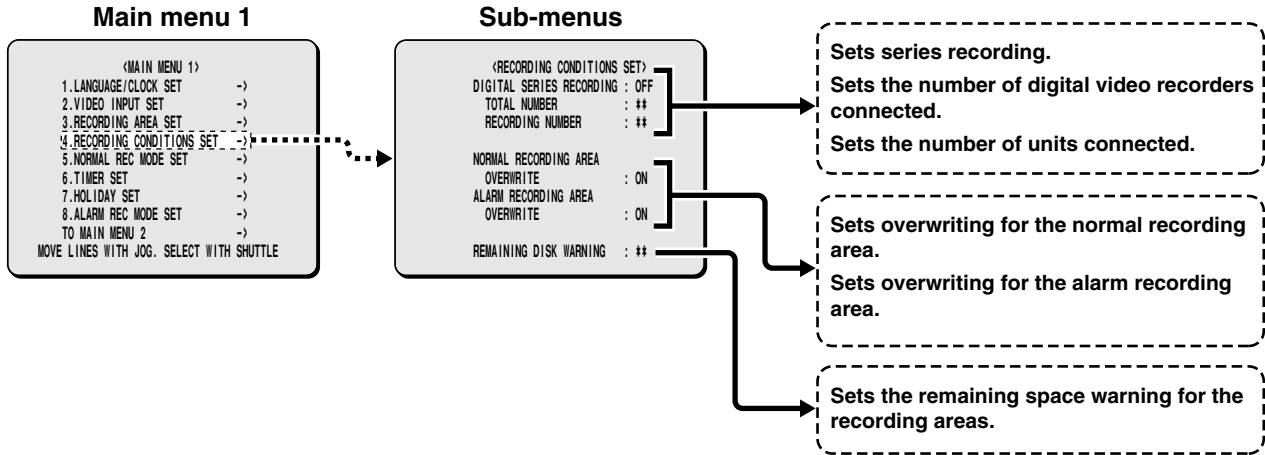 Main menu 1
<MAIN MENU 1>
1.LANGUAGE/CLOCK SET ->
2.VIDEO INPUT SET ->
3.RECORDING AREA SET ->
4.RECORDING CONDITIONS SET ->
5.NORMAL REC MODE SET ->
6.TIMER SET ->
7.HOLIDAY SET ->
8.ALARM REC MODE SET ->
TO MAIN MENU 2 ->
MOVE LINES WITH JOG. SELECT WITH SHUTTLE
Sub-menus
<RECORDING CONDITIONS SET>
DIGITAL SERIES RECORDING : OFF
TOTAL NUMBER : **
RECORDING NUMBER : **
NORMAL RECORDING AREA
OVERWRITE : ON
ALARM RECORDING AREA
OVERWRITE : ON
REMAINING DISK WARNING : **
Sets series recording.
Sets the number of digital video recorders
connected.
Sets the number of units connected.
Sets overwriting for the normal recording
area.
Sets overwriting for the alarm recording
area.
Sets the remaining space warning for the
recording areas.